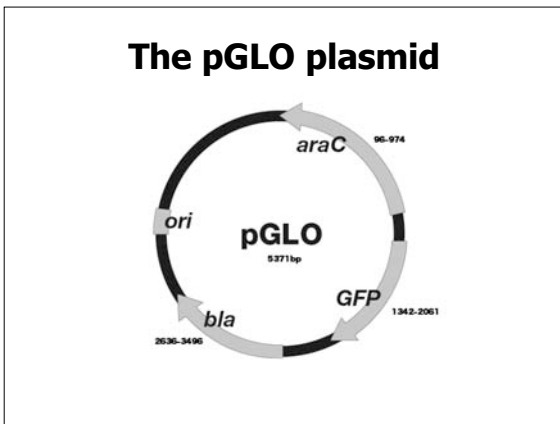 The pGLO plasmid
araC
96-974
ori
pGLO
5371bp
GFP
1342-2061
bla
2636-3496